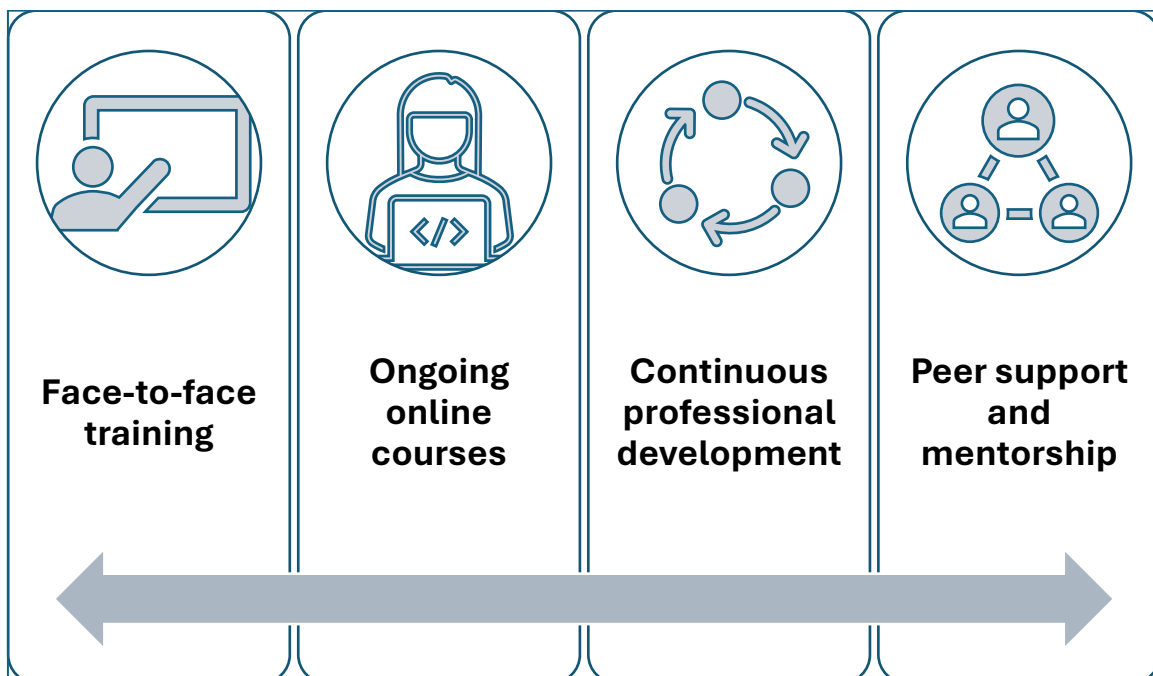 </>
Face-to-face
training
Ongoing
online
courses
Continuous
professional
development
Peer support
and
mentorship